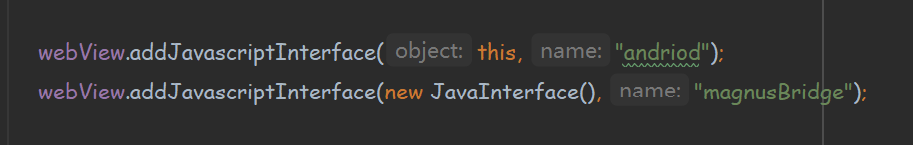 webView.addJavascriptInterface( object: this, name: "andriod");
webView.addJavascriptInterface(new JavaInterface(), name: "magnusBridge");